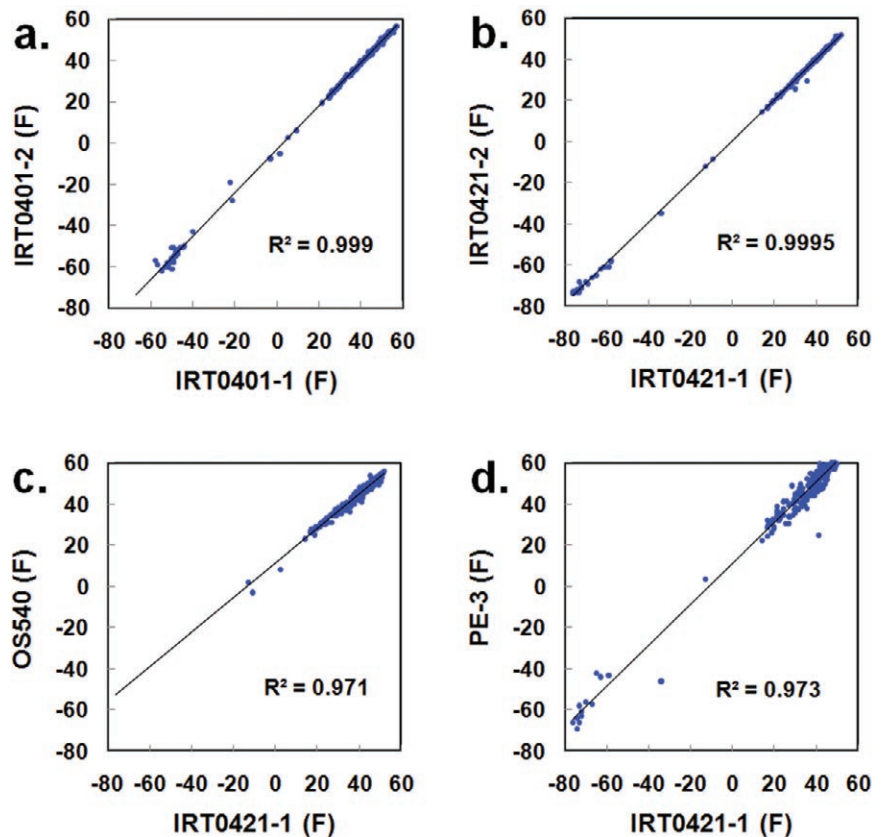 a.
60
40
20
0
-20
-40
-60
-80
IRT0401-2 (F)
R² = 0.999
-80 -60 -40 -20 0 20 40 60
IRT0401-1 (F)
b.
60
40
20
0
-20
-40
-60
-80
IRT0421-2 (F)
R² = 0.9995
-80 -60 -40 -20 0 20 40 60
IRT0421-1 (F)
c.
60
40
20
0
-20
-40
-60
-80
OS540 (F)
R² = 0.971
-80 -60 -40 -20 0 20 40 60
IRT0421-1 (F)
d.
60
40
20
0
-20
-40
-60
-80
PE-3 (F)
R² = 0.973
-80 -60 -40 -20 0 20 40 60
IRT0421-1 (F)